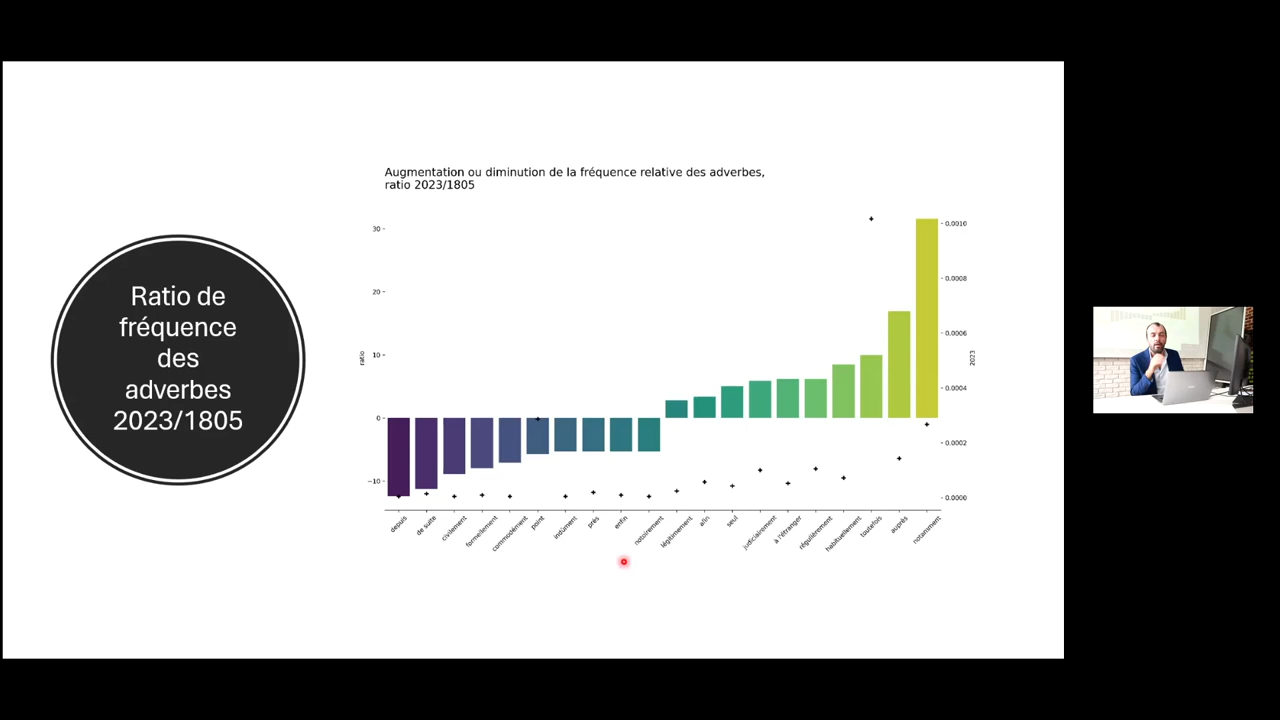 Ratio de
fréquence
des
adverbes
2023/1805
Augmentation ou diminution de la fréquence relative des adverbes,
ratio 2023/1805
30
20
10
0
−10
ratio
0.0010
0.0008
0.0006
0.0004
0.0002
0.0000
2023
depuis
de suite
civilement
formellement
commodément
point
indûment
près
enfin
notoirement
légitimement
afin
seul
judiciairement
à l'étranger
régulièrement
habituellement
toutefois
auprès
notamment